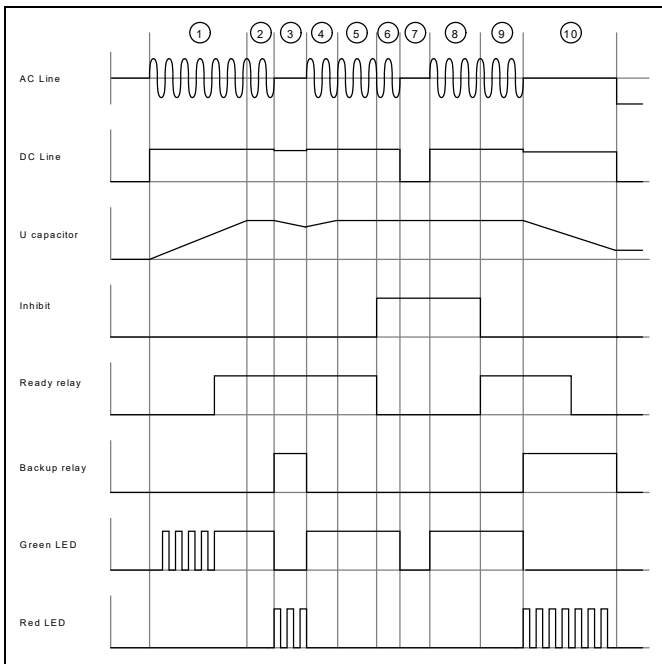 1 2 3 4 5 6 7 8 9 10
AC Line
DC Line
U capacitor
Inhibit
Ready relay
Backup relay
Green LED
Red LED